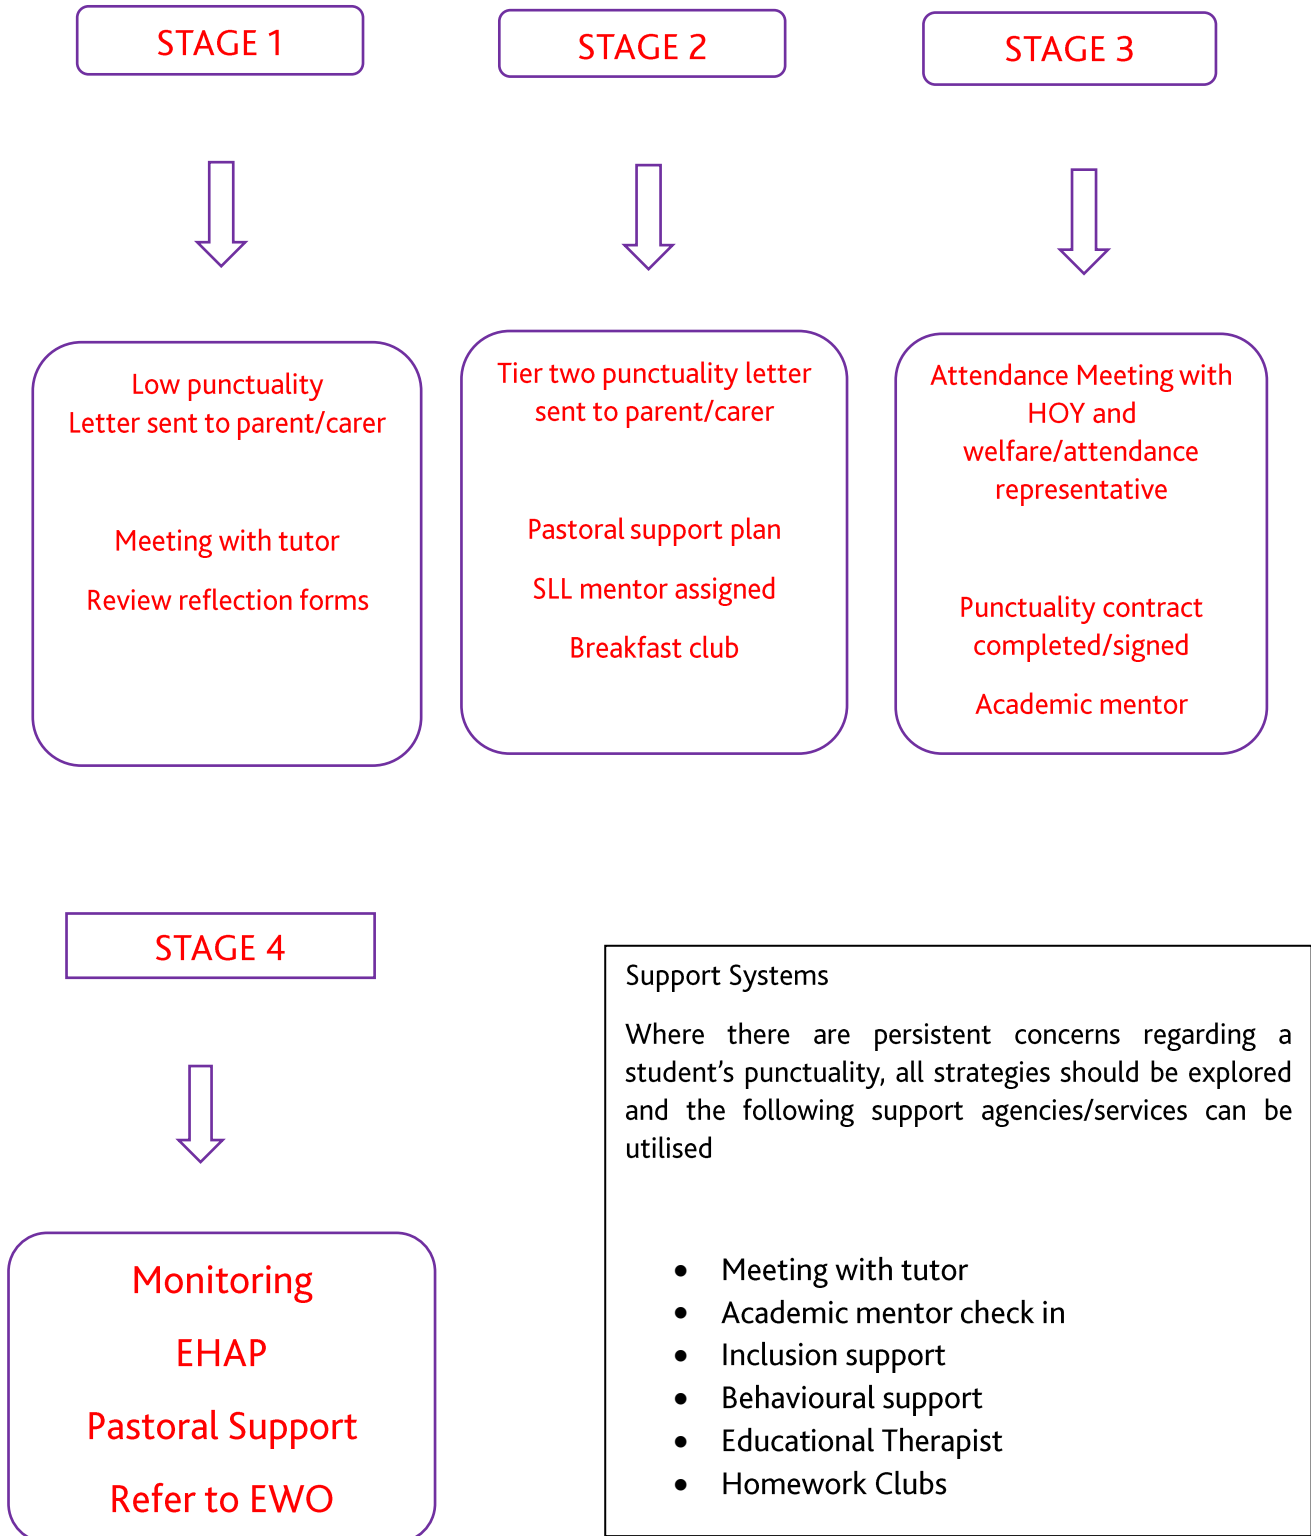 STAGE 1
STAGE 2
STAGE 3
Low punctuality
Letter sent to parent/carer
Meeting with tutor
Review reflection forms
Tier two punctuality letter
sent to parent/carer
Pastoral support plan
SLL mentor assigned
Breakfast club
Attendance Meeting with
HOY and
welfare/attendance
representative
Punctuality contract
completed/signed
Academic mentor
STAGE 4
Monitoring
EHAP
Pastoral Support
Refer to EWO
Support Systems
Where there are persistent concerns regarding a
student’s punctuality, all strategies should be explored
and the following support agencies/services can be
utilised
• Meeting with tutor
• Academic mentor check in
• Inclusion support
• Behavioural support
• Educational Therapist
• Homework Clubs